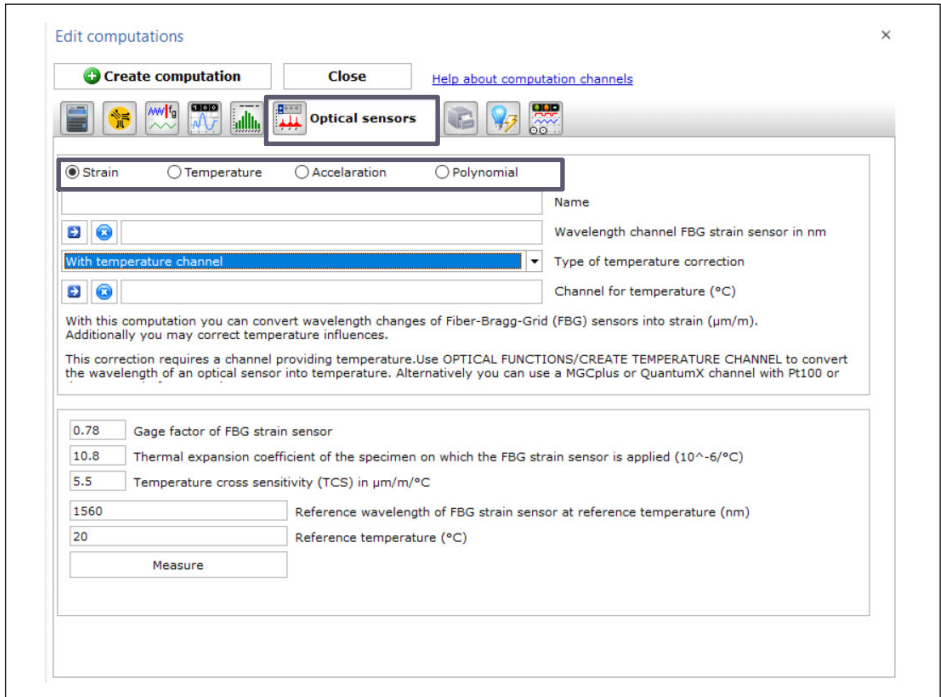 Edit computations
Create computation
Close
Help about computation channels
Optical sensors
Strain
Temperature
Accelaration
Polynomial
Name
Wavelength channel FBG strain sensor in nm
With temperature channel
Type of temperature correction
Channel for temperature (°C)
With this computation you can convert wavelength changes of Fiber-Bragg-Grid (FBG) sensors into strain (µm/m).
Additionally you may correct temperature influences.
This correction requires a channel providing temperature.Use OPTICAL FUNCTIONS/CREATE TEMPERATURE CHANNEL to convert
the wavelength of an optical sensor into temperature. Alternatively you can use a MGCplus or QuantumX channel with Pt100 or
0.78 Gage factor of FBG strain sensor
10.8 Thermal expansion coefficient of the specimen on which the FBG strain sensor is applied (10^-6/°C)
5.5 Temperature cross sensitivity (TCS) in µm/m/°C
1560 Reference wavelength of FBG strain sensor at reference temperature (nm)
20 Reference temperature (°C)
Measure